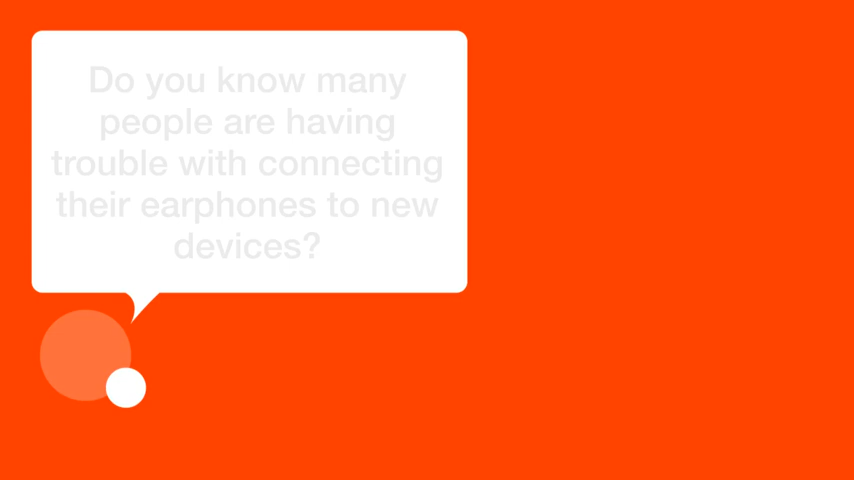 Do you know many
people are having
trouble with connecting
their earphones to new
devices?